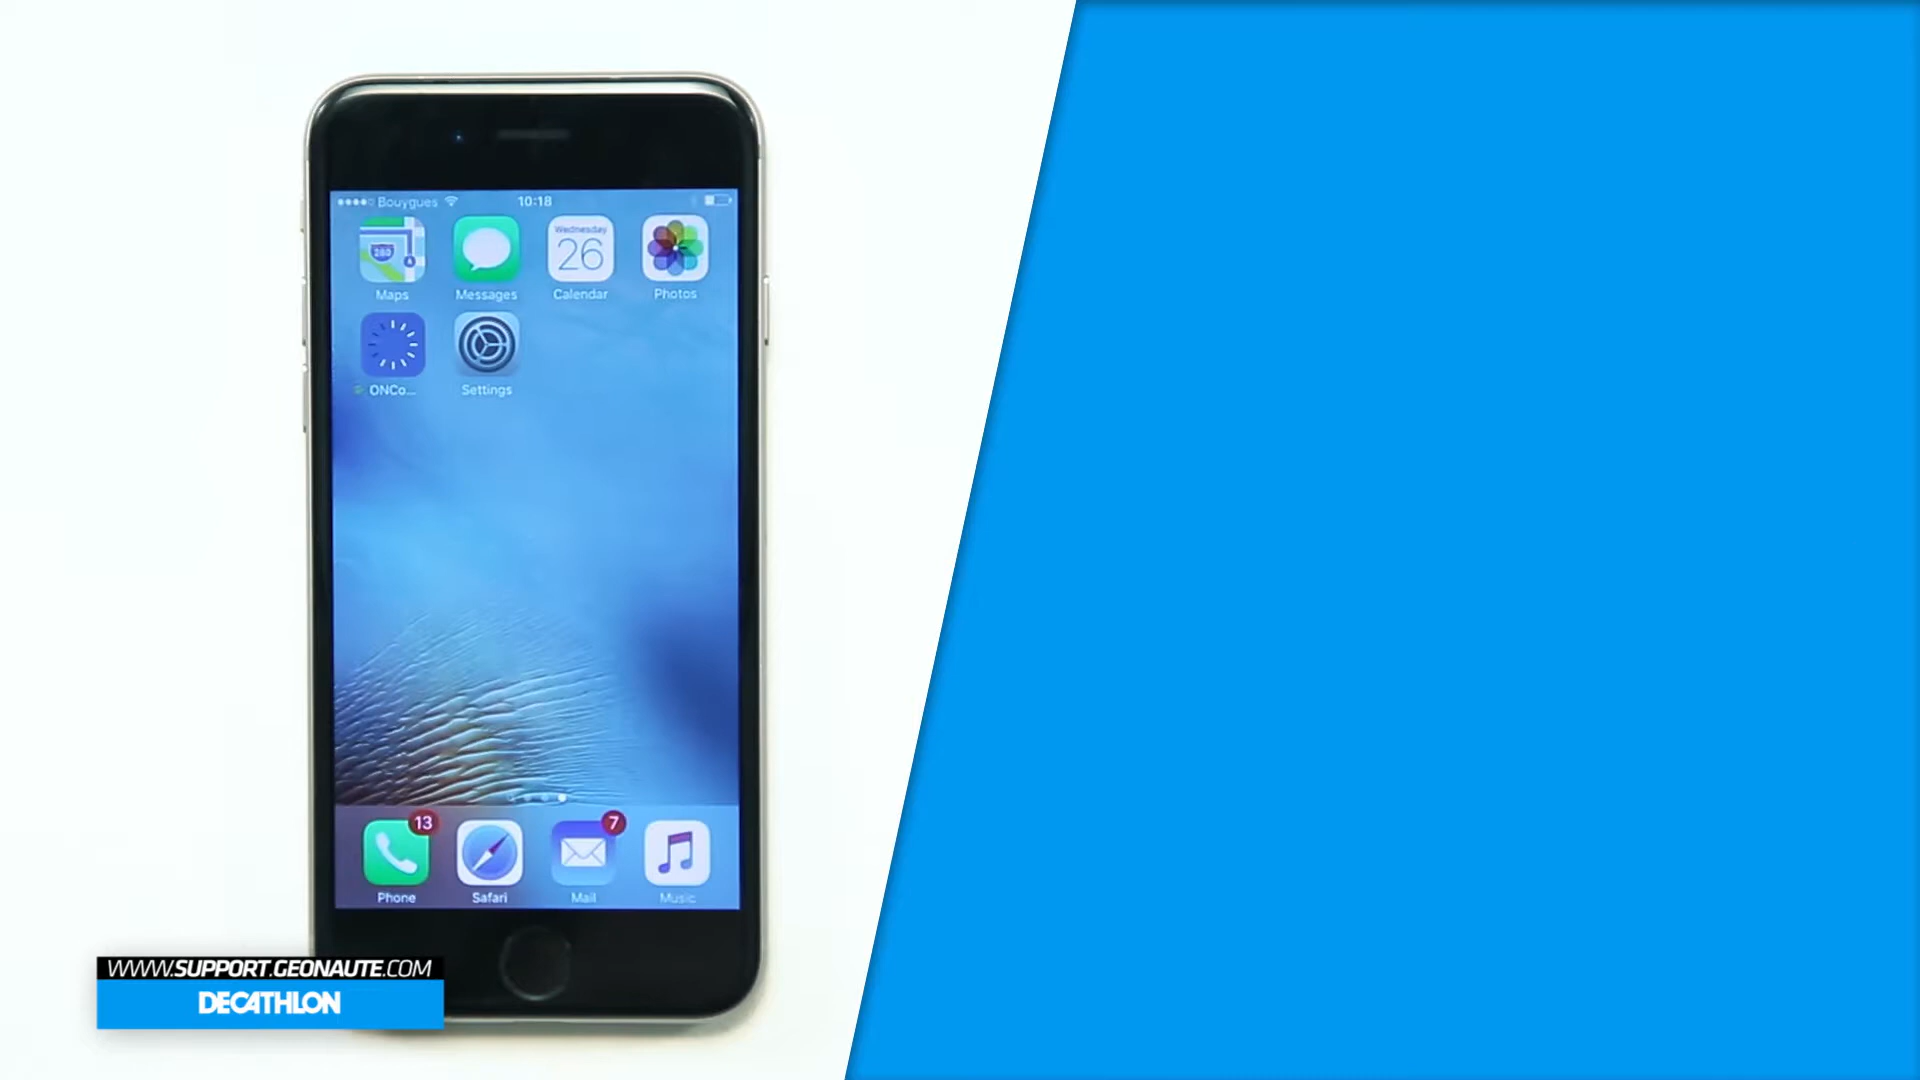 Bouygues 10:18
280
Wednesday
26
Maps Messages Calendar Photos
ONCo... Settings
13 7
Phone Safari Mail Music
WWW.SUPPORT.GEONAUTE.COM
DECATHLON